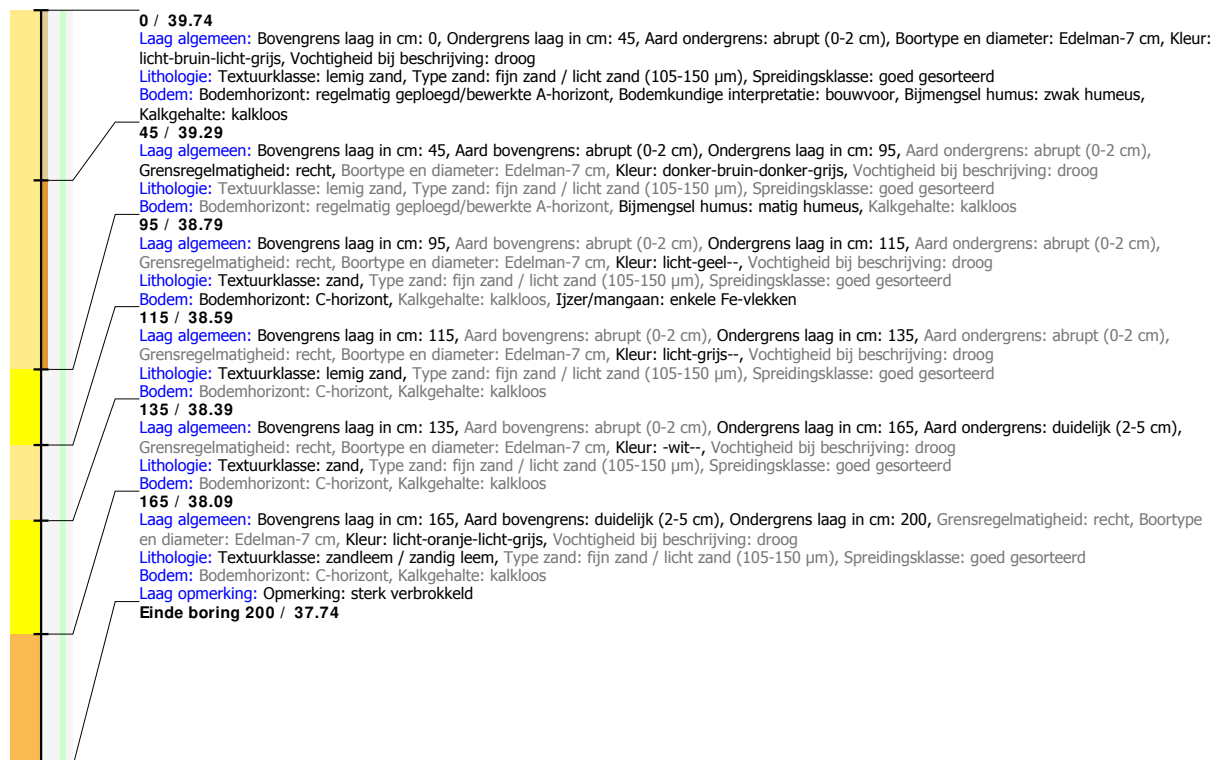 0 / 39.74
Laag algemeen: Bovengrens laag in cm: 0, Ondergrens laag in cm: 45, Aard ondergrens: abrupt (0-2 cm), Boortype en diameter: Edelman-7 cm, Kleur:
licht-bruin-licht-grijs, Vochtigheid bij beschrijving: droog
Lithologie: Textuurklasse: lemig zand, Type zand: fijn zand / licht zand (105-150 µm), Spreidingsklasse: goed gesorteerd
Bodem: Bodemhorizont: regelmatig geploegd/bewerkte A-horizont, Bodemkundige interpretatie: bouwvoor, Bijmengsel humus: zwak humeus,
Kalkgehalte: kalkloos
45 / 39.29
Laag algemeen: Bovengrens laag in cm: 45, Aard bovengrens: abrupt (0-2 cm), Ondergrens laag in cm: 95, Aard ondergrens: abrupt (0-2 cm),
Grensregelmatigheid: recht, Boortype en diameter: Edelman-7 cm, Kleur: donker-bruin-donker-grijs, Vochtigheid bij beschrijving: droog
Lithologie: Textuurklasse: lemig zand, Type zand: fijn zand / licht zand (105-150 µm), Spreidingsklasse: goed gesorteerd
Bodem: Bodemhorizont: regelmatig geploegd/bewerkte A-horizont, Bijmengsel humus: matig humeus, Kalkgehalte: kalkloos
95 / 38.79
Laag algemeen: Bovengrens laag in cm: 95, Aard bovengrens: abrupt (0-2 cm), Ondergrens laag in cm: 115, Aard ondergrens: abrupt (0-2 cm),
Grensregelmatigheid: recht, Boortype en diameter: Edelman-7 cm, Kleur: licht-geel--, Vochtigheid bij beschrijving: droog
Lithologie: Textuurklasse: zand, Type zand: fijn zand / licht zand (105-150 µm), Spreidingsklasse: goed gesorteerd
Bodem: Bodemhorizont: C-horizont, Kalkgehalte: kalkloos, Ijzer/mangaan: enkele Fe-vlekken
115 / 38.59
Laag algemeen: Bovengrens laag in cm: 115, Aard bovengrens: abrupt (0-2 cm), Ondergrens laag in cm: 135, Aard ondergrens: abrupt (0-2 cm),
Grensregelmatigheid: recht, Boortype en diameter: Edelman-7 cm, Kleur: licht-grijs--, Vochtigheid bij beschrijving: droog
Lithologie: Textuurklasse: lemig zand, Type zand: fijn zand / licht zand (105-150 µm), Spreidingsklasse: goed gesorteerd
Bodem: Bodemhorizont: C-horizont, Kalkgehalte: kalkloos
135 / 38.39
Laag algemeen: Bovengrens laag in cm: 135, Aard bovengrens: abrupt (0-2 cm), Ondergrens laag in cm: 165, Aard ondergrens: duidelijk (2-5 cm),
Grensregelmatigheid: recht, Boortype en diameter: Edelman-7 cm, Kleur: -wit--, Vochtigheid bij beschrijving: droog
Lithologie: Textuurklasse: zand, Type zand: fijn zand / licht zand (105-150 µm), Spreidingsklasse: goed gesorteerd
Bodem: Bodemhorizont: C-horizont, Kalkgehalte: kalkloos
165 / 38.09
Laag algemeen: Bovengrens laag in cm: 165, Aard bovengrens: duidelijk (2-5 cm), Ondergrens laag in cm: 200, Grensregelmatigheid: recht, Boortype
en diameter: Edelman-7 cm, Kleur: licht-oranje-licht-grijs, Vochtigheid bij beschrijving: droog
Lithologie: Textuurklasse: zandleem / zandig leem, Type zand: fijn zand / licht zand (105-150 µm), Spreidingsklasse: goed gesorteerd
Bodem: Bodemhorizont: C-horizont, Kalkgehalte: kalkloos
Laag opmerking: Opmerking: sterk verbrokkeld
Einde boring 200 / 37.74